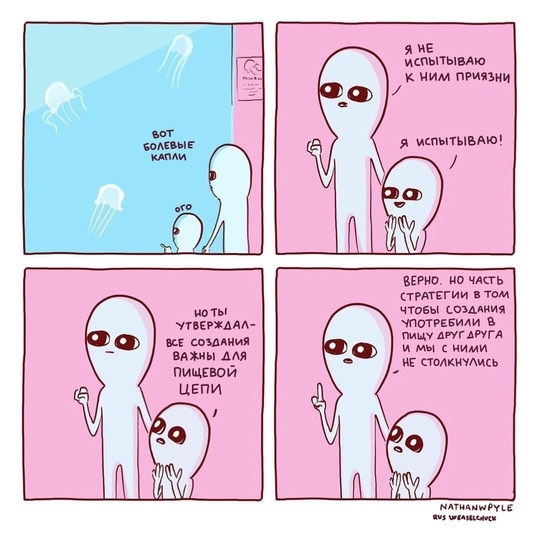 ВОТ
БОЛЕВЫЕ
КАПЛИ
ОГО
Я НЕ
ИСПЫТЫВАЮ
К НИМ ПРИЯЗНИ
Я ИСПЫТЫВАЮ!
НО ТЫ
УТВЕРЖДАЛ-
ВСЕ СОЗДАНИЯ
ВАЖНЫ ДЛЯ
ПИЩЕВОЙ
ЦЕПИ
ВЕРНО. НО ЧАСТЬ
СТРАТЕГИИ В ТОМ
ЧТОБЫ СОЗДАНИЯ
УПОТРЕБИЛИ В
ПИЩУ ДРУГ ДРУГА
И МЫ С НИМИ
НЕ СТОЛКНУЛИСЬ
NATHANWPYLE
RUS WEASELCHUCK